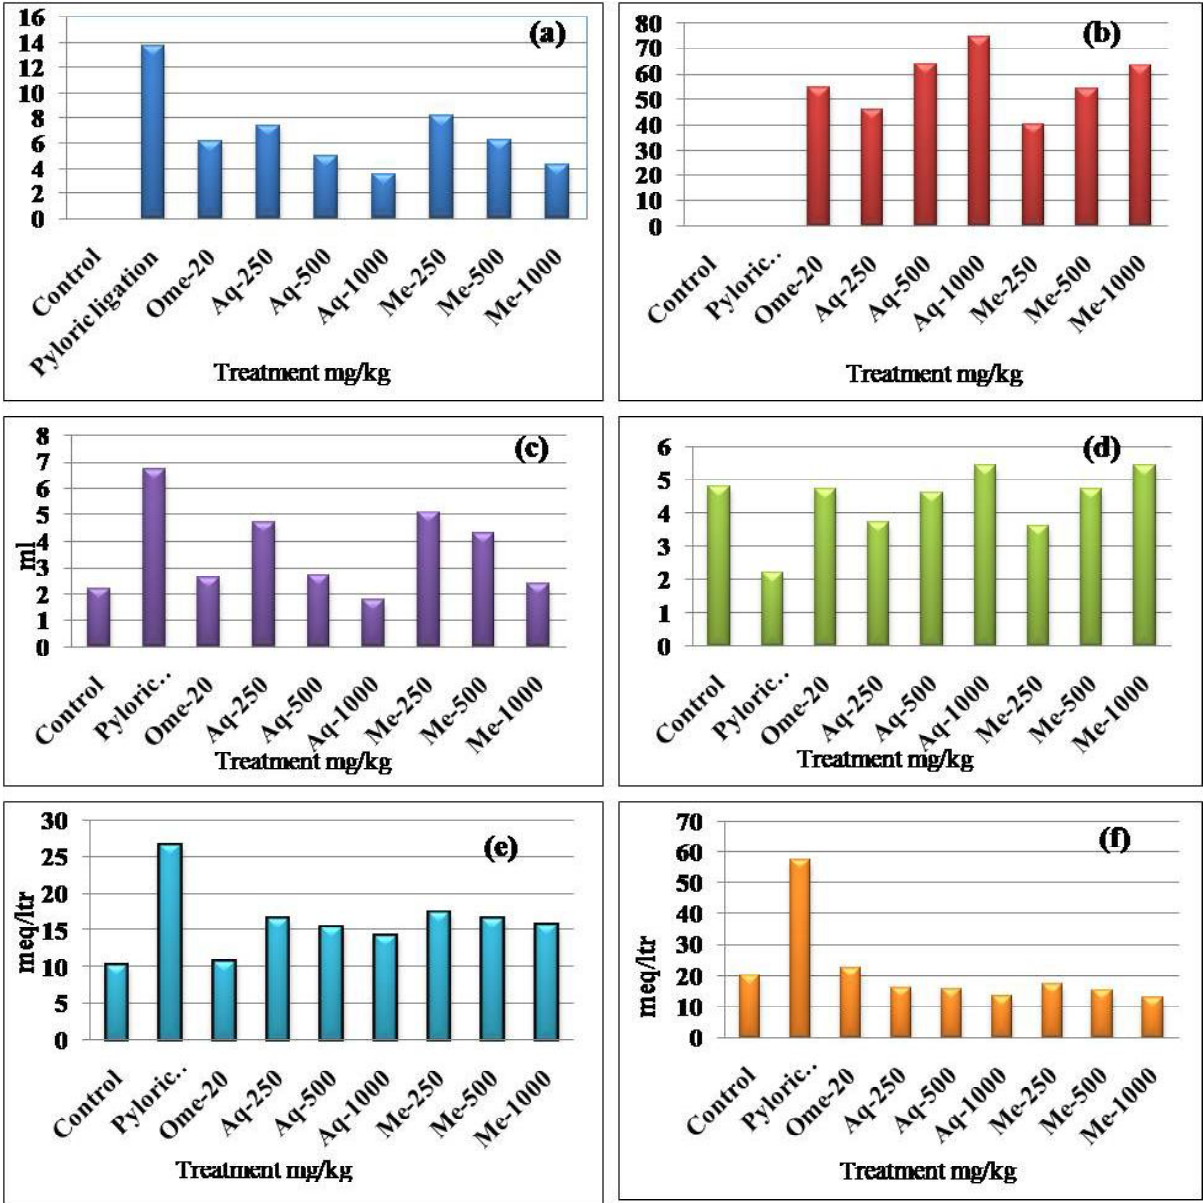 (a)
16
14
12
10
8
6
4
2
0
Control
Pyloric ligation
Ome-20
Aq-250
Aq-500
Aq-1000
Me-250
Me-500
Me-1000
Treatment mg/kg
(b)
80
70
60
50
40
30
20
10
0
Control
Pyloric..
Ome-20
Aq-250
Aq-500
Aq-1000
Me-250
Me-500
Me-1000
Treatment mg/kg
(c)
8
7
6
5
4
3
2
1
0
ml
Control
Pyloric..
Ome-20
Aq-250
Aq-500
Aq-1000
Me-250
Me-500
Me-1000
Treatment mg/kg
(d)
6
5
4
3
2
1
0
Control
Pyloric..
Ome-20
Aq-250
Aq-500
Aq-1000
Me-250
Me-500
Me-1000
Treatment mg/kg
(e)
30
25
20
15
10
5
0
meq/ltr
Control
Pyloric..
Ome-20
Aq-250
Aq-500
Aq-1000
Me-250
Me-500
Me-1000
Treatment mg/kg
(f)
70
60
50
40
30
20
10
0
meq/ltr
Control
Pyloric..
Ome-20
Aq-250
Aq-500
Aq-1000
Me-250
Me-500
Me-1000
Treatment mg/kg